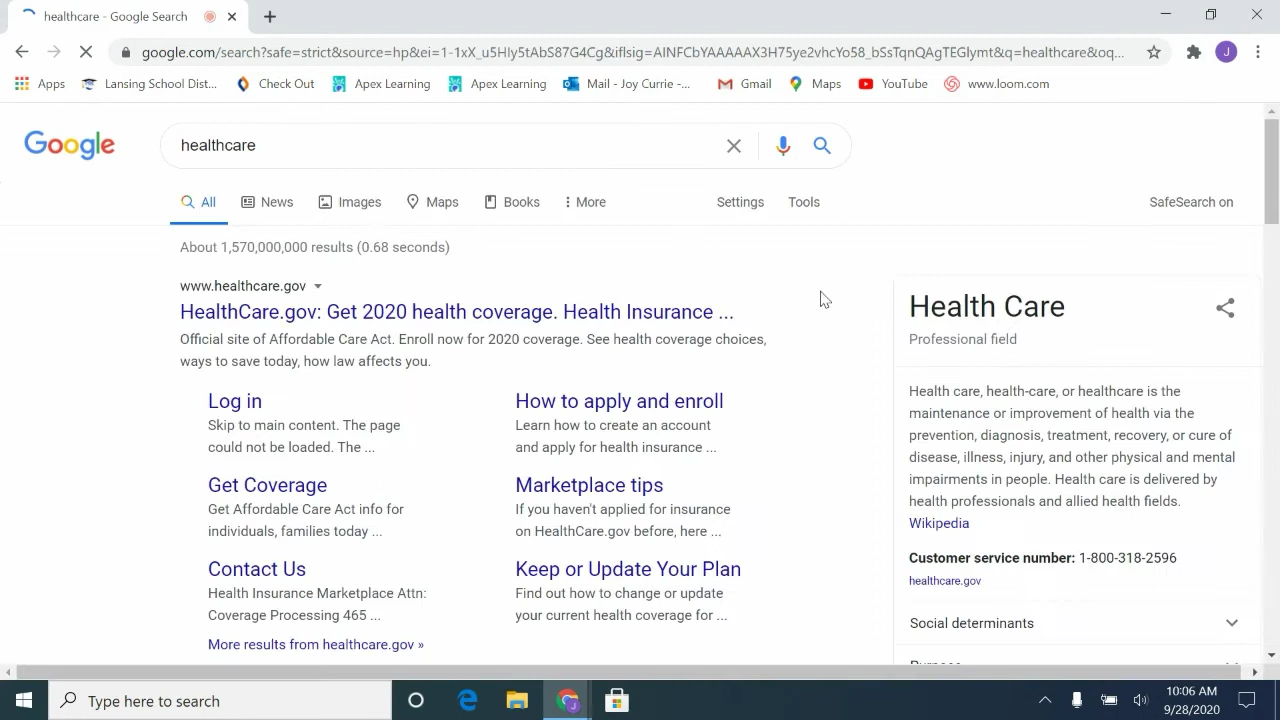 healthcare - Google Search
google.com/search?safe=strict&source=hp&ei=1-1xX_u5HIy5tAbS87G4Cg&iflsig=AINFCbYAAAAAX3H75ye2vhcYo58_bSsTqnQAgTEGlymt&q=healthcare&oq...
J
Apps
Lansing School Dist...
Check Out
Apex Learning
Apex Learning
Mail - Joy Currie -...
Gmail
Maps
YouTube
www.loom.com
Google
healthcare
All
News
Images
Maps
Books
More
Settings
Tools
SafeSearch on
About 1,570,000,000 results (0.68 seconds)
www.healthcare.gov
HealthCare.gov: Get 2020 health coverage. Health Insurance ...
Official site of Affordable Care Act. Enroll now for 2020 coverage. See health coverage choices,
ways to save today, how law affects you.
Log in
Skip to main content. The page
could not be loaded. The ...
How to apply and enroll
Learn how to create an account
and apply for health insurance ...
Get Coverage
Get Affordable Care Act info for
individuals, families today ...
Marketplace tips
If you haven't applied for insurance
on HealthCare.gov before, here ...
Contact Us
Health Insurance Marketplace Attn:
Coverage Processing 465 ...
Keep or Update Your Plan
Find out how to change or update
your current health coverage for ...
More results from healthcare.gov »
Health Care
Professional field
Health care, health-care, or healthcare is the
maintenance or improvement of health via the
prevention, diagnosis, treatment, recovery, or cure of
disease, illness, injury, and other physical and mental
impairments in people. Health care is delivered by
health professionals and allied health fields.
Wikipedia
Customer service number: 1-800-318-2596
healthcare.gov
Social determinants
Type here to search
10:06 AM
9/28/2020